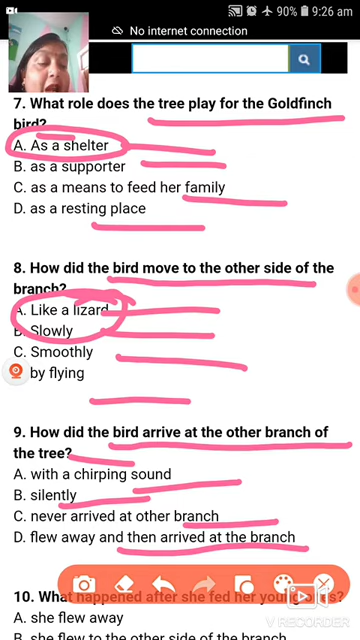 90% 9:26 am
No internet connection
7. What role does the tree play for the Goldfinch
bird?
A. As a shelter
B. as a supporter
C. as a means to feed her family
D. as a resting place
8. How did the bird move to the other side of the
branch?
A. Like a lizard
B. Slowly
C. Smoothly
by flying
9. How did the bird arrive at the other branch of
the tree?
A. with a chirping sound
B. silently
C. never arrived at other branch
D. flew away and then arrived at the branch
10. What happened after she fed her
A. she flew away
B. she flew to the other side of the branch
V RECORDER